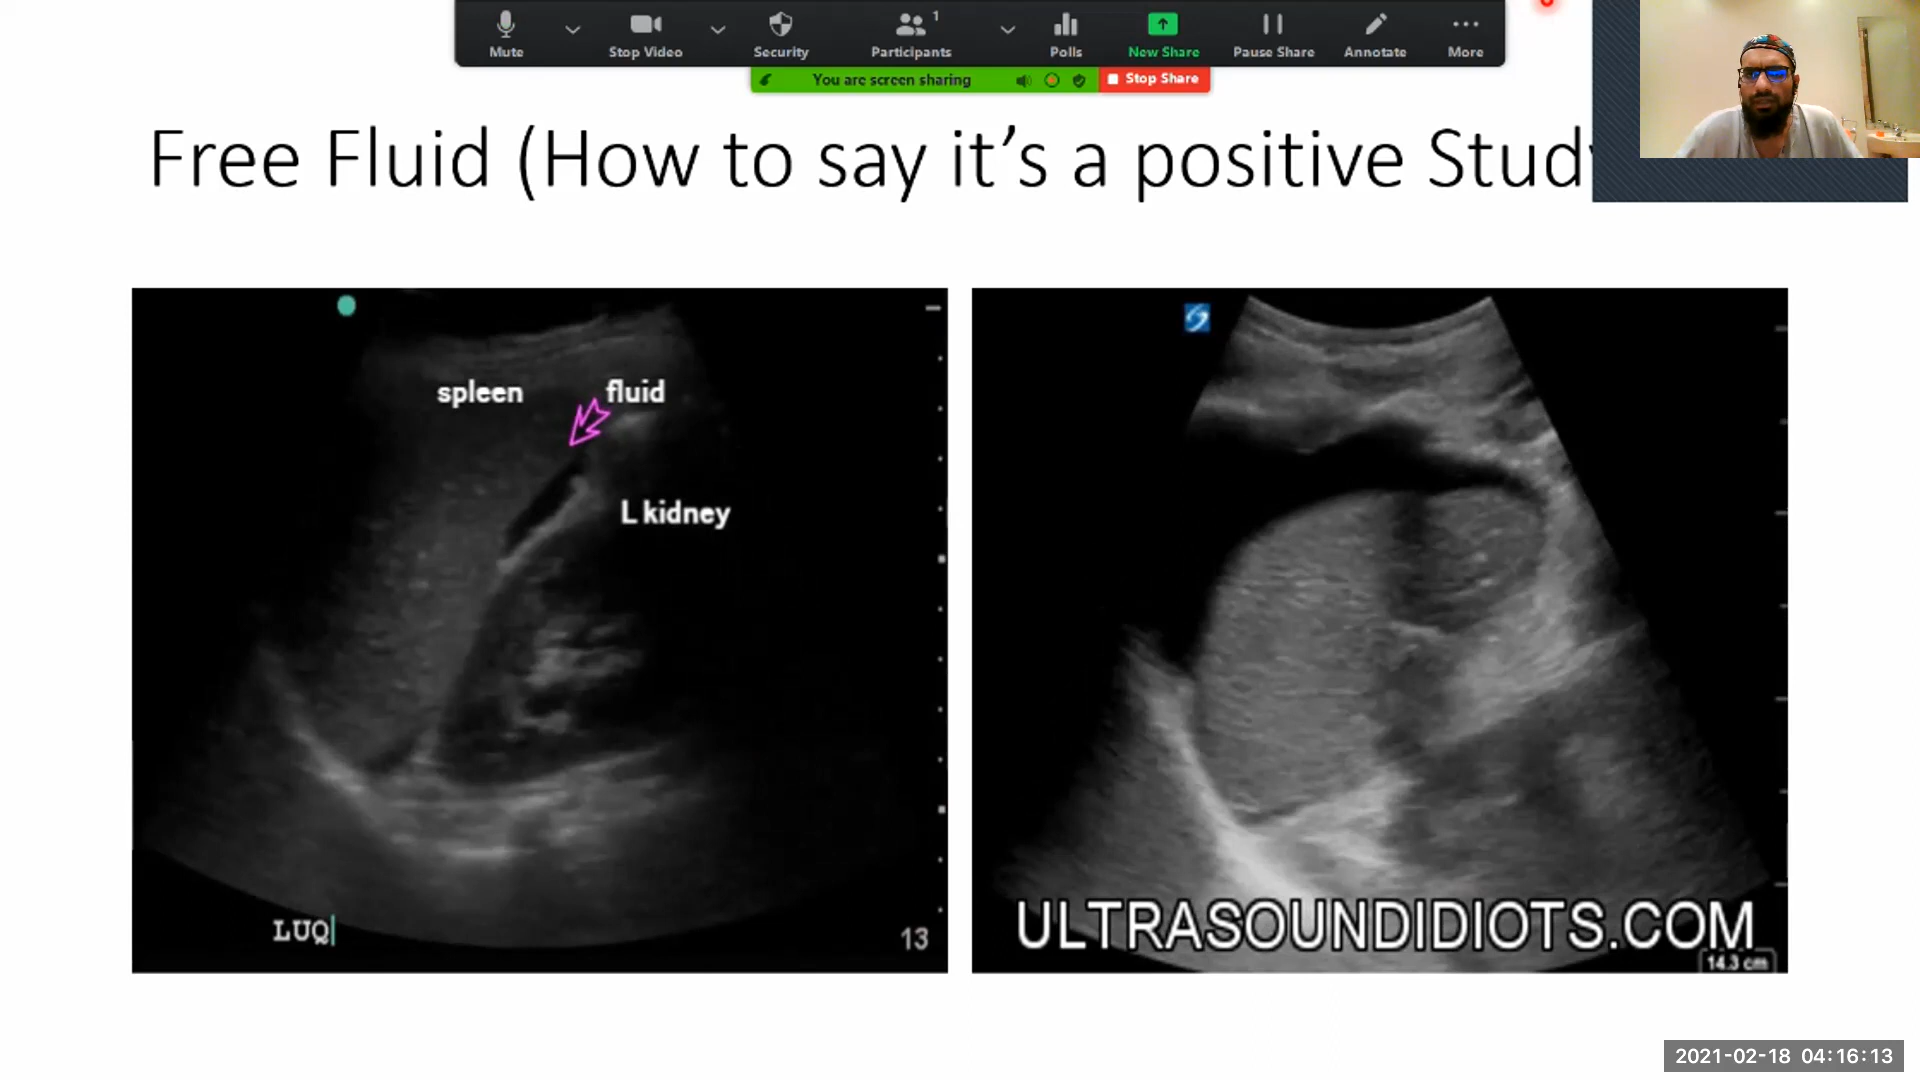 Mute
Stop Video
Security
Participants
1
Polls
New Share
Pause Share
Annotate
More
You are screen sharing
Stop Share
Free Fluid (How to say it's a positive Stud
spleen
fluid
L kidney
LUQ
13
ULTRASOUNDIDIOTS.COM
14.3 cm
2021-02-18 04:16:13